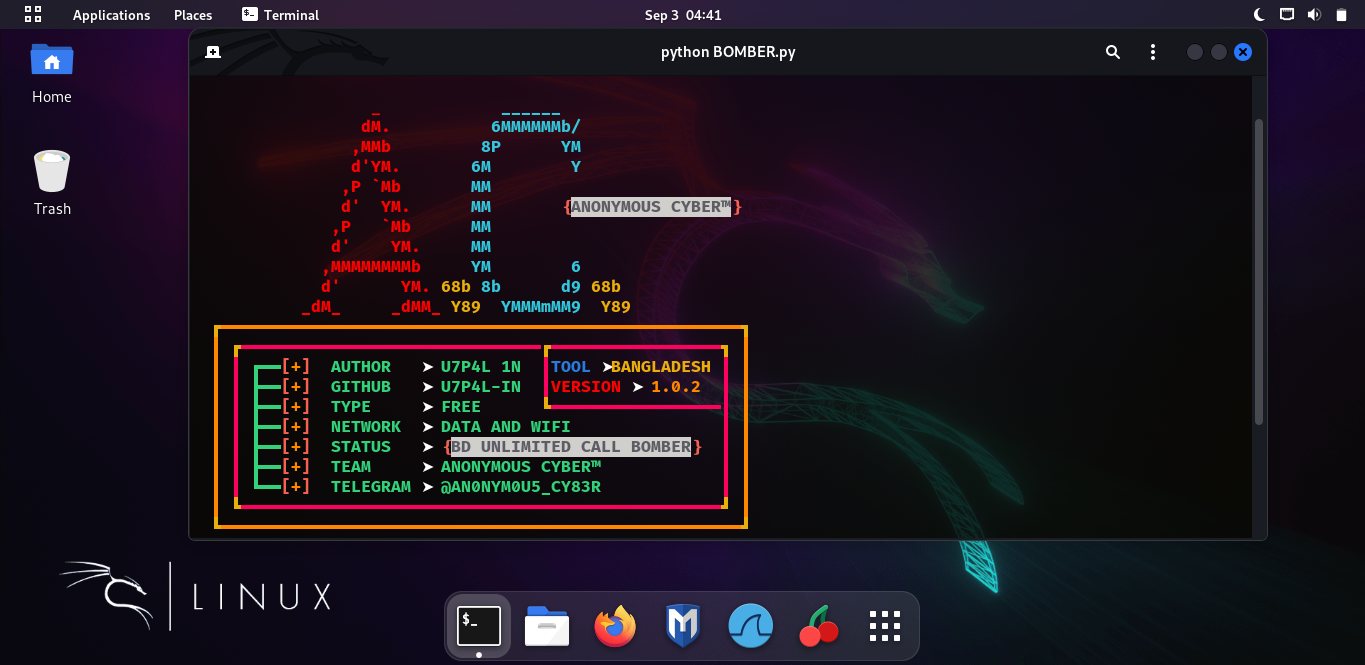 Applications Places Terminal Sep 3 04:41
python BOMBER.py
Home
Trash
_ ______
dM. 6MMMMMMb/
,MMb 8P YM
d'YM. 6M Y
,P `Mb MM
d' YM. MM {ANONYMOUS CYBER™}
,P `Mb MM
d' YM. MM
,MMMMMMMMb YM 6
d' YM. 68b 8b d9 68b
_dM_ _dMM_ Y89 YMMMmMM9 Y89
[+] AUTHOR ➤ U7P4L 1N TOOL ➤BANGLADESH
[+] GITHUB ➤ U7P4L-IN VERSION ➤ 1.0.2
[+] TYPE ➤ FREE
[+] NETWORK ➤ DATA AND WIFI
[+] STATUS ➤ {BD UNLIMITED CALL BOMBER}
[+] TEAM ➤ ANONYMOUS CYBER™
[+] TELEGRAM ➤ @AN0NYM0U5_CY83R
LINUX
$_